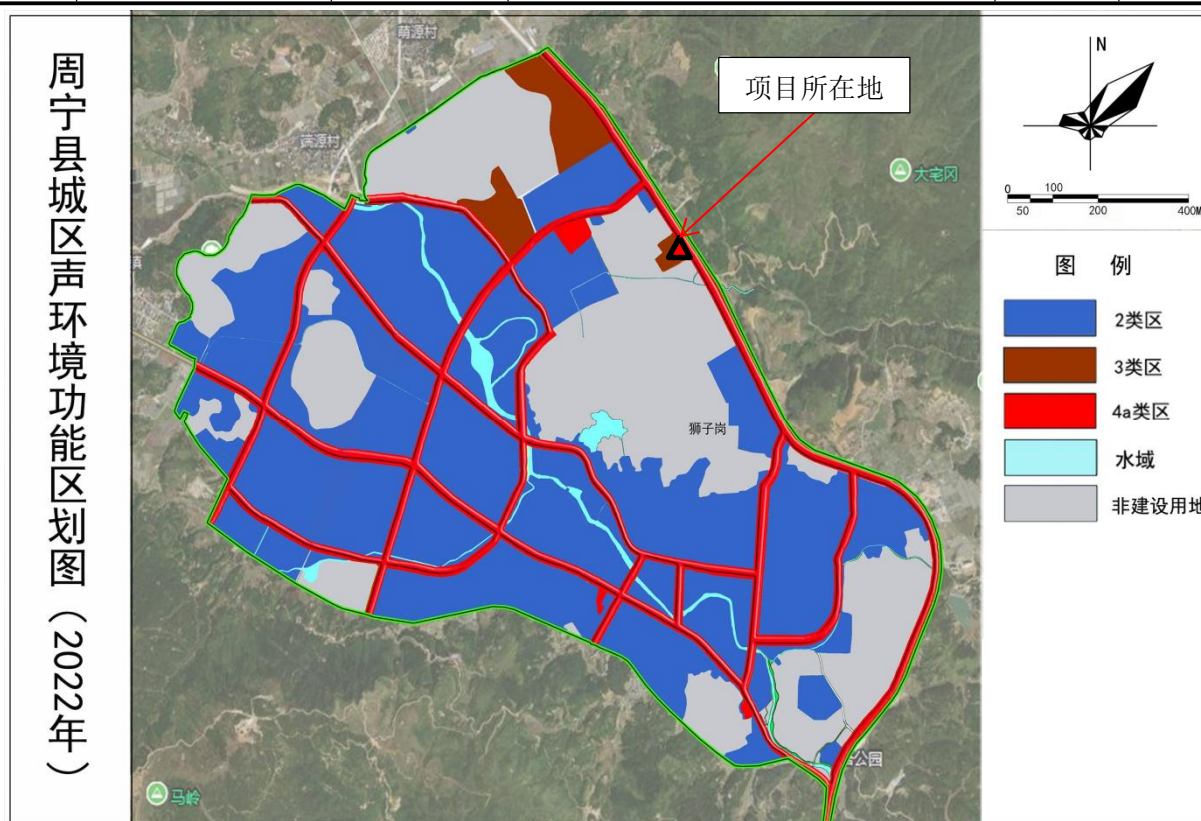 周宁县城区声环境功能区划图（2022年）
萌源村
端源村
项目所在地
大宅冈
镇
狮子岗
公园
马岭
N
0 100
50 200 400M
图 例
2类区
3类区
4a类区
水域
非建设用地